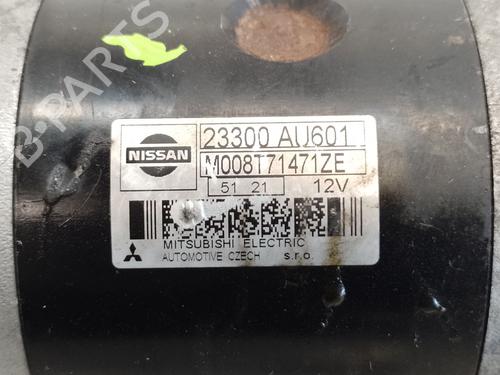 B-PARTS
NISSAN
23300 AU601
M008T71471ZE
51 21
12V
MITSUBISHI ELECTRIC
AUTOMOTIVE CZECH s.r.o.